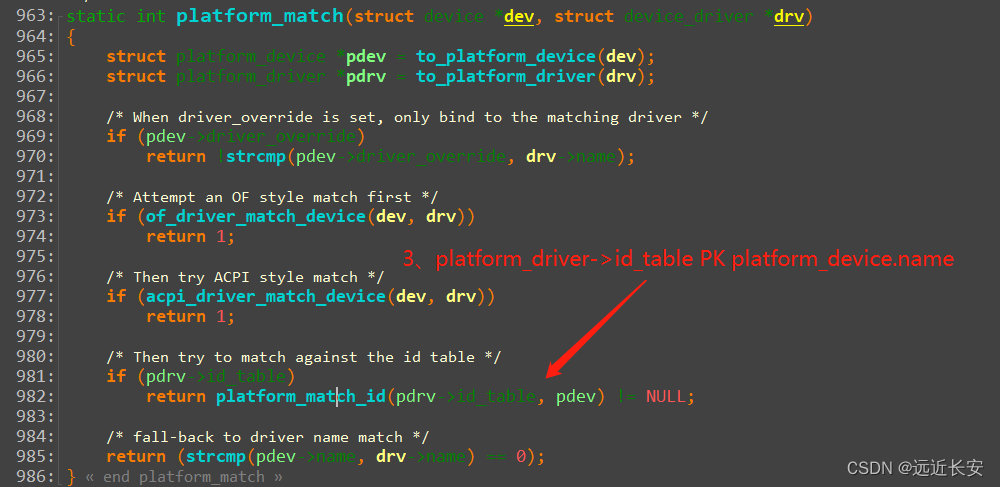 963: static int platform_match(struct device *dev, struct device_driver *drv)
964: {
965: struct platform_device *pdev = to_platform_device(dev);
966: struct platform_driver *pdrv = to_platform_driver(drv);
967:
968: /* When driver_override is set, only bind to the matching driver */
969: if (pdev->driver_override)
970: return !strcmp(pdev->driver_override, drv->name);
971:
972: /* Attempt an OF style match first */
973: if (of_driver_match_device(dev, drv))
974: return 1;
975:
3、platform_driver->id_table PK platform_device.name
976: /* Then try ACPI style match */
977: if (acpi_driver_match_device(dev, drv))
978: return 1;
979:
980: /* Then try to match against the id table */
981: if (pdrv->id_table)
982: return platform_match_id(pdrv->id_table, pdev) != NULL;
983:
984: /* fall-back to driver name match */
985: return (strcmp(pdev->name, drv->name) == 0);
986: } « end platform_match »
CSDN @远近长安